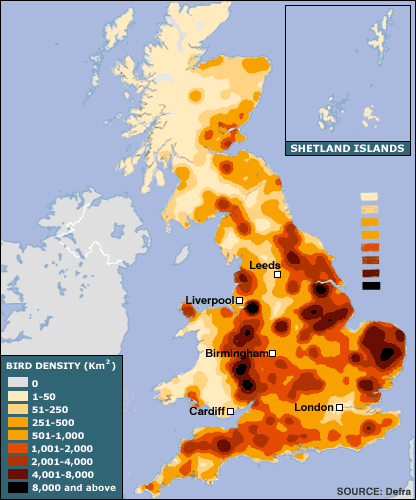 SHETLAND ISLANDS
Leeds
Liverpool
Birmingham
Cardiff
London
BIRD DENSITY (Km²)
0
1-50
51-250
251-500
501-1,000
1,001-2,000
2,001-4,000
4,001-8,000
8,000 and above
SOURCE: Defra